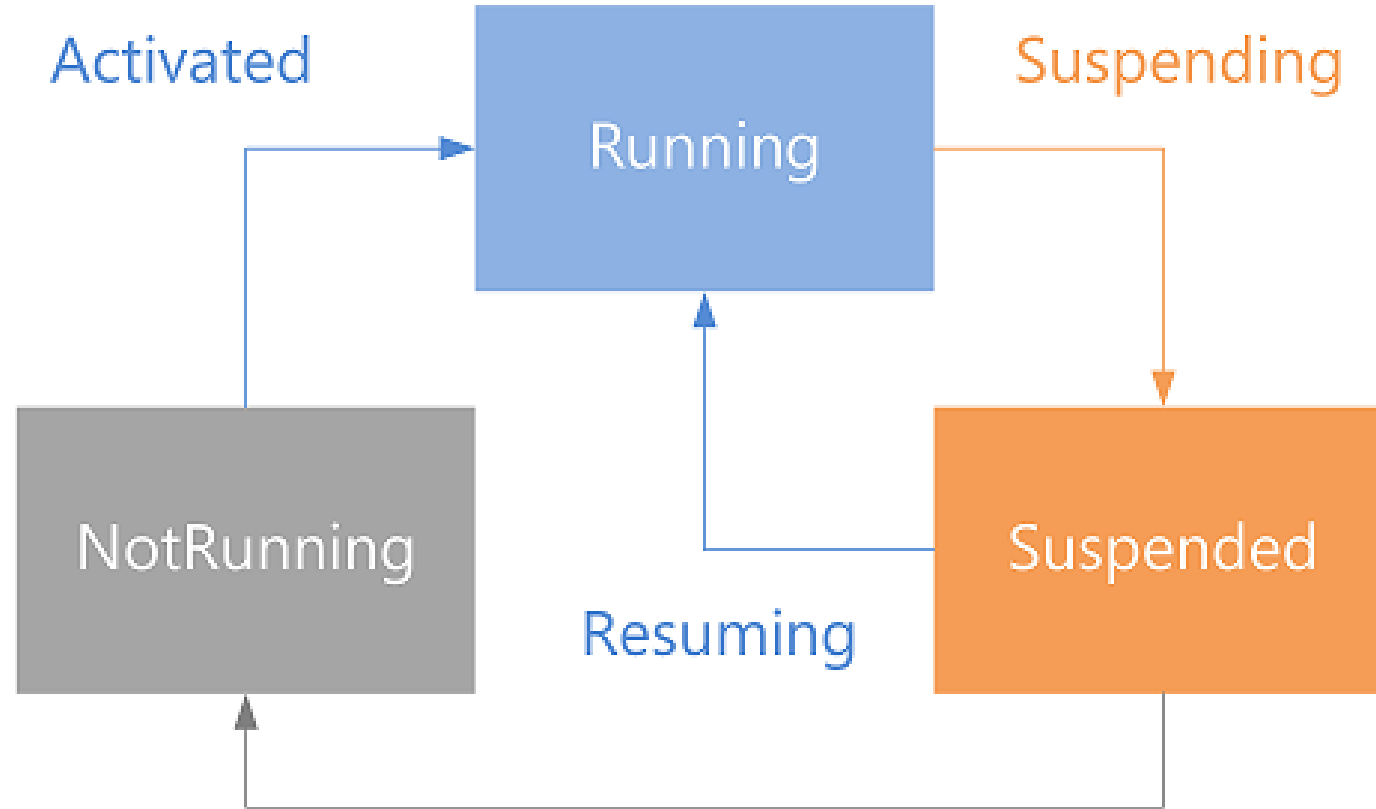 Activated
Running
Suspending
NotRunning
Suspended
Resuming